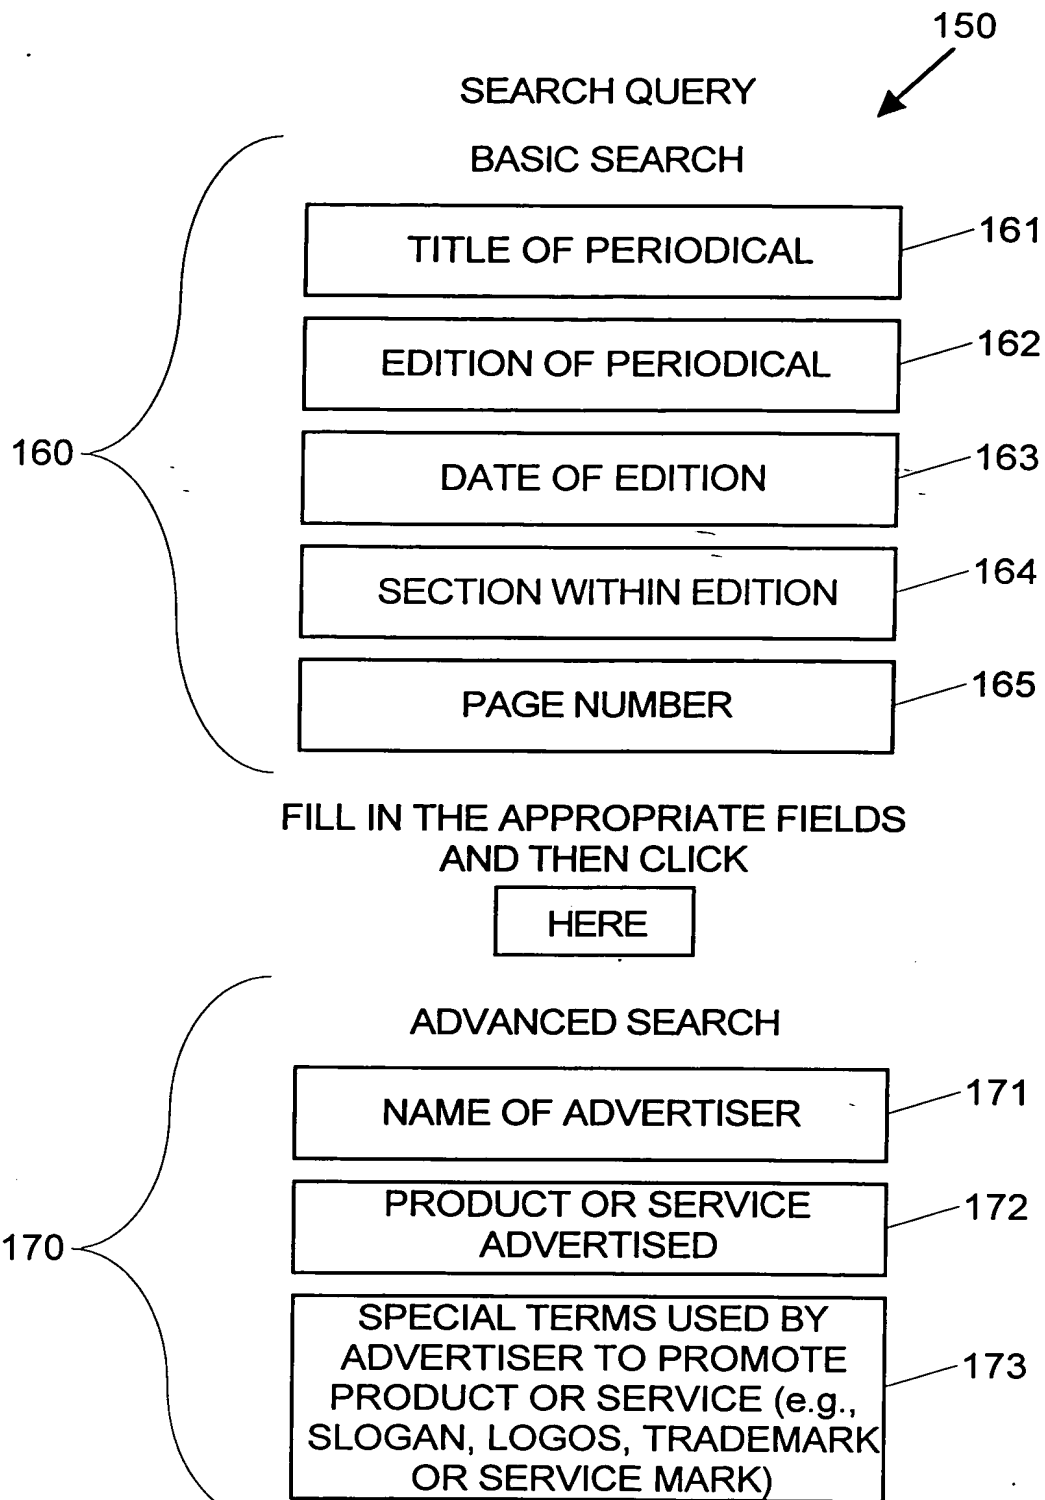 150
SEARCH QUERY
BASIC SEARCH
TITLE OF PERIODICAL
161
EDITION OF PERIODICAL
162
160
DATE OF EDITION
163
SECTION WITHIN EDITION
164
PAGE NUMBER
165
FILL IN THE APPROPRIATE FIELDS
AND THEN CLICK
HERE
ADVANCED SEARCH
NAME OF ADVERTISER
171
PRODUCT OR SERVICE
ADVERTISED
172
170
SPECIAL TERMS USED BY
ADVERTISER TO PROMOTE
PRODUCT OR SERVICE (e.g.,
SLOGAN, LOGOS, TRADEMARK
OR SERVICE MARK)
173